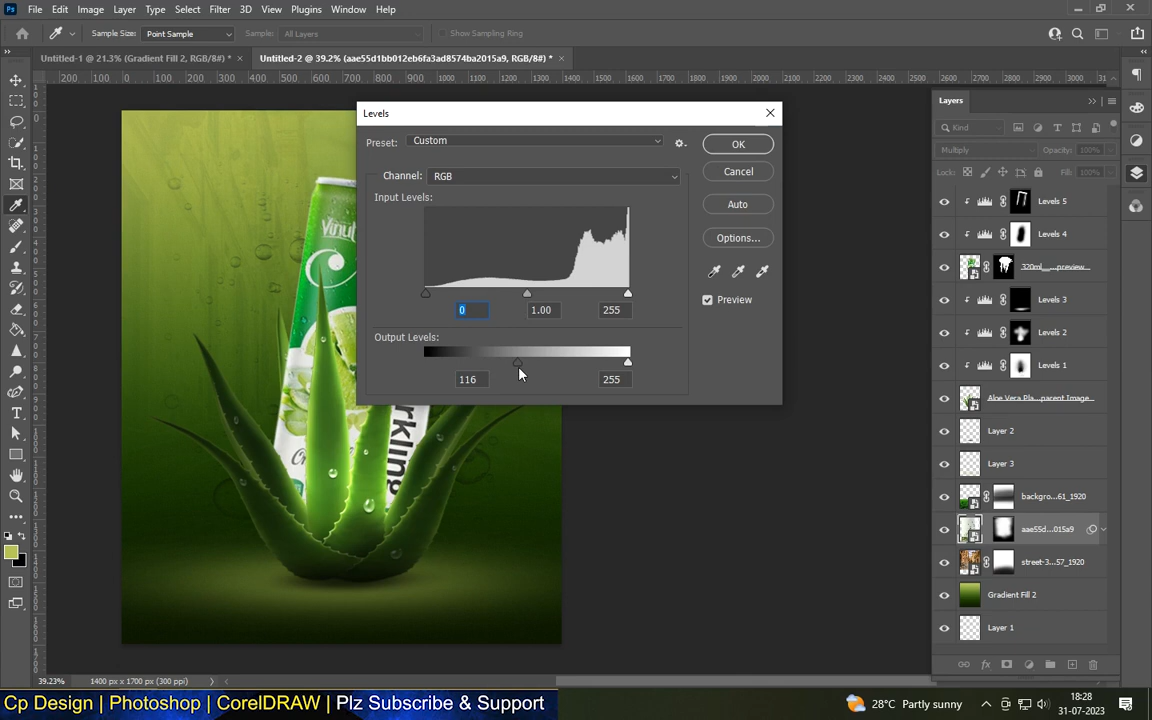 File Edit Image Layer Type Select Filter 3D View Plugins Window Help
Sample Size: Point Sample Sample: All Layers Show Sampling Ring
Untitled-1 @ 21.3% (Gradient Fill 2, RGB/8#) * × Untitled-2 @ 39.2% (aae55d1bb012eb6fa3ad8574ba2015a9, RGB/8#) * ×
Levels
Preset: Custom
OK
Channel: RGB
Cancel
Input Levels:
Auto
Options...
0 1.00 255
Preview
Output Levels:
116 255
Layers
Kind
Multiply Opacity: 100%
Lock: Fill: 100%
Levels 5
Levels 4
320ml_...preview...
Levels 3
Levels 2
Levels 1
Aloe Vera Pla...parent Image...
Layer 2
Layer 3
backgro...61_1920
aae55d...015a9
street-3...57_1920
Gradient Fill 2
Layer 1
39.23% 1400 px x 1700 px (300 ppi)
Cp Design | Photoshop | CorelDRAW | Plz Subscribe & Support
28°C Partly sunny
18:28
31-07-2023